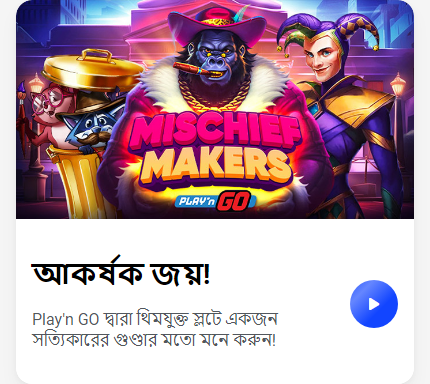 MISCHIEF
MAKERS
PLAY'n GO
আকর্ষক জয়!
Play'n GO দ্বারা থিমযুক্ত স্লটে একজন
সত্যিকারের গুণ্ডার মতো মনে করুন!